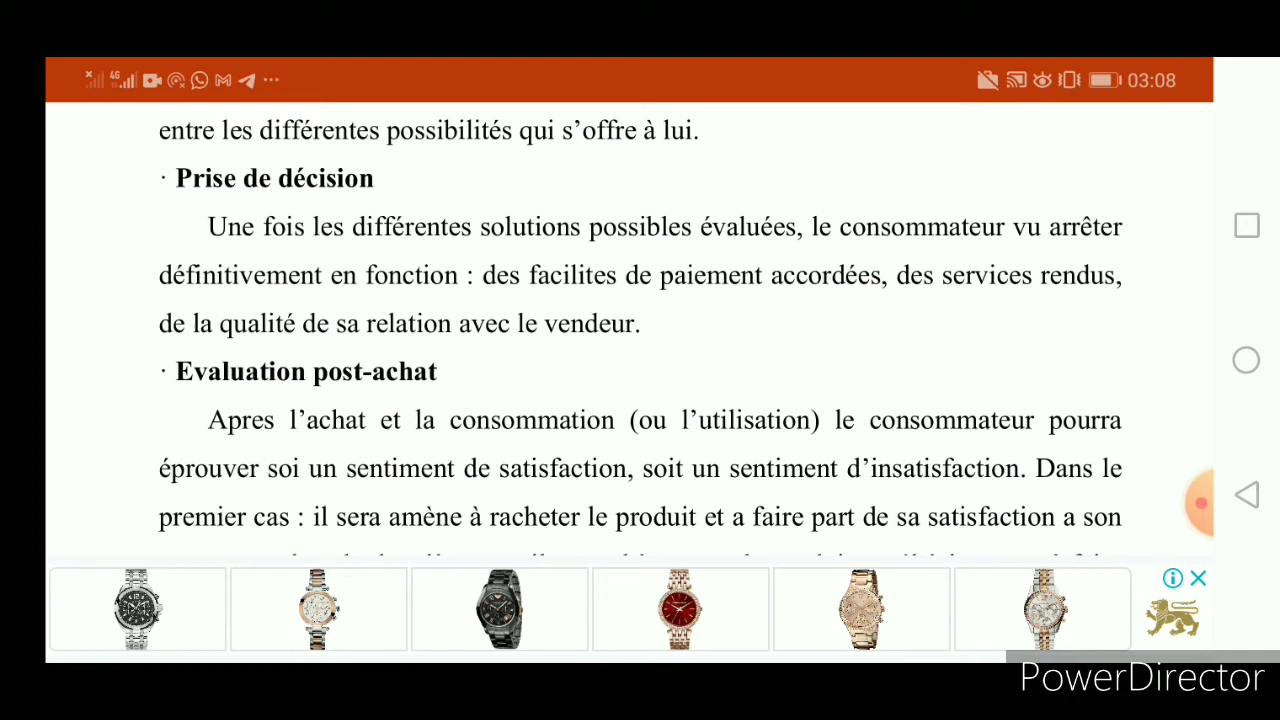 4G
03:08
entre les différentes possibilités qui s’offre à lui.
· Prise de décision
Une fois les différentes solutions possibles évaluées, le consommateur vu arrêter
définitivement en fonction : des facilites de paiement accordées, des services rendus,
de la qualité de sa relation avec le vendeur.
· Evaluation post-achat
Apres l’achat et la consommation (ou l’utilisation) le consommateur pourra
éprouver soi un sentiment de satisfaction, soit un sentiment d’insatisfaction. Dans le
premier cas : il sera amène à racheter le produit et a faire part de sa satisfaction a son
PowerDirector